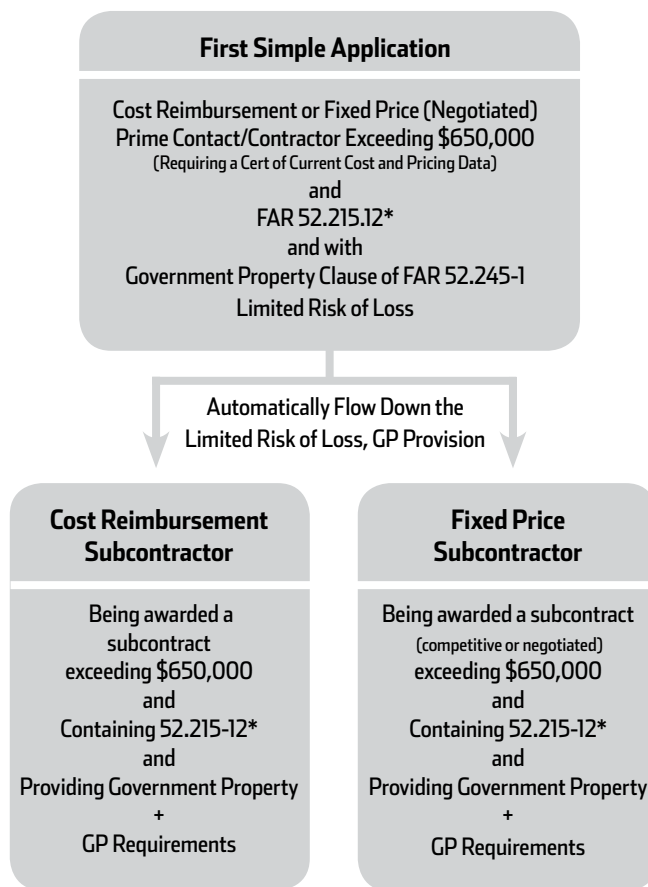 First Simple Application
Cost Reimbursement or Fixed Price (Negotiated)
Prime Contact/Contractor Exceeding $650,000
(Requiring a Cert of Current Cost and Pricing Data)
and
FAR 52.215.12*
and with
Government Property Clause of FAR 52.245-1
Limited Risk of Loss
Automatically Flow Down the
Limited Risk of Loss, GP Provision
Cost Reimbursement
Subcontractor
Being awarded a
subcontract
exceeding $650,000
and
Containing 52.215-12*
and
Providing Government Property
+
GP Requirements
Fixed Price
Subcontractor
Being awarded a subcontract
(competitive or negotiated)
exceeding $650,000
and
Containing 52.215-12*
and
Providing Government Property
+
GP Requirements